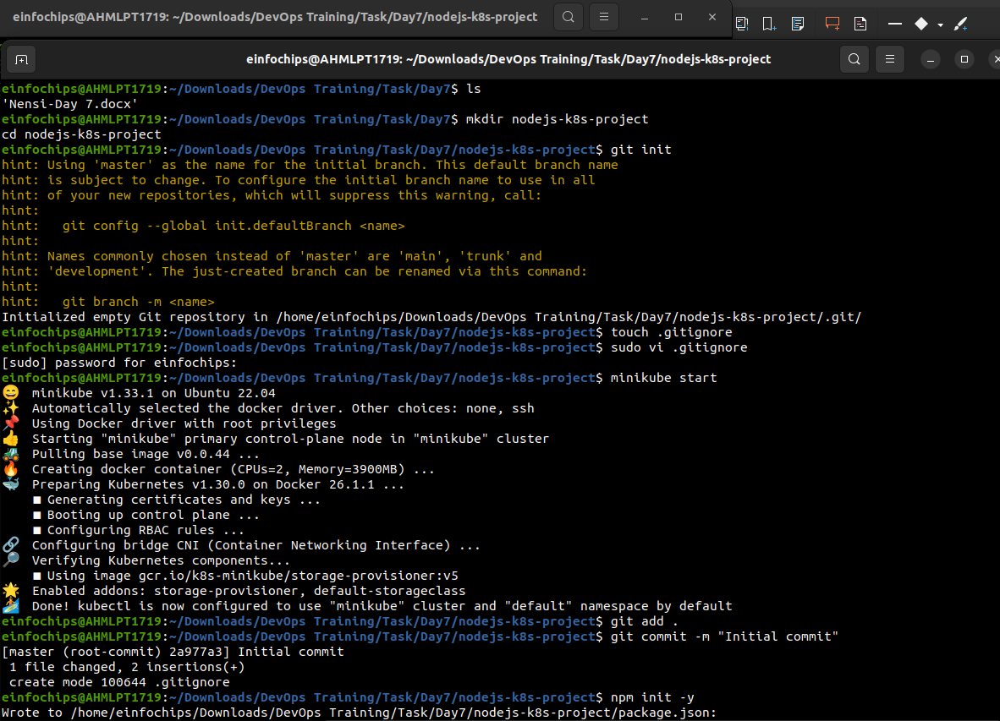 einfochips@AHMLPT1719: ~/Downloads/DevOps Training/Task/Day7/nodejs-k8s-project
einfochips@AHMLPT1719: ~/Downloads/DevOps Training/Task/Day7/nodejs-k8s-project
einfochips@AHMLPT1719:~/Downloads/DevOps Training/Task/Day7$ ls
'Nensi-Day 7.docx'
einfochips@AHMLPT1719:~/Downloads/DevOps Training/Task/Day7$ mkdir nodejs-k8s-project
cd nodejs-k8s-project
einfochips@AHMLPT1719:~/Downloads/DevOps Training/Task/Day7/nodejs-k8s-project$ git init
hint: Using 'master' as the name for the initial branch. This default branch name
hint: is subject to change. To configure the initial branch name to use in all
hint: of your new repositories, which will suppress this warning, call:
hint:
hint:   git config --global init.defaultBranch <name>
hint:
hint: Names commonly chosen instead of 'master' are 'main', 'trunk' and
hint: 'development'. The just-created branch can be renamed via this command:
hint:
hint:   git branch -m <name>
Initialized empty Git repository in /home/einfochips/Downloads/DevOps Training/Task/Day7/nodejs-k8s-project/.git/
einfochips@AHMLPT1719:~/Downloads/DevOps Training/Task/Day7/nodejs-k8s-project$ touch .gitignore
einfochips@AHMLPT1719:~/Downloads/DevOps Training/Task/Day7/nodejs-k8s-project$ sudo vi .gitignore
[sudo] password for einfochips:
einfochips@AHMLPT1719:~/Downloads/DevOps Training/Task/Day7/nodejs-k8s-project$ minikube start
😄  minikube v1.33.1 on Ubuntu 22.04
✨  Automatically selected the docker driver. Other choices: none, ssh
📌  Using Docker driver with root privileges
👍  Starting "minikube" primary control-plane node in "minikube" cluster
🚜  Pulling base image v0.0.44 ...
🔥  Creating docker container (CPUs=2, Memory=3900MB) ...
🐳  Preparing Kubernetes v1.30.0 on Docker 26.1.1 ...
    ▪ Generating certificates and keys ...
    ▪ Booting up control plane ...
    ▪ Configuring RBAC rules ...
🔗  Configuring bridge CNI (Container Networking Interface) ...
🔎  Verifying Kubernetes components...
    ▪ Using image gcr.io/k8s-minikube/storage-provisioner:v5
🌟  Enabled addons: storage-provisioner, default-storageclass
🏄  Done! kubectl is now configured to use "minikube" cluster and "default" namespace by default
einfochips@AHMLPT1719:~/Downloads/DevOps Training/Task/Day7/nodejs-k8s-project$ git add .
einfochips@AHMLPT1719:~/Downloads/DevOps Training/Task/Day7/nodejs-k8s-project$ git commit -m "Initial commit"
[master (root-commit) 2a977a3] Initial commit
 1 file changed, 2 insertions(+)
 create mode 100644 .gitignore
einfochips@AHMLPT1719:~/Downloads/DevOps Training/Task/Day7/nodejs-k8s-project$ npm init -y
Wrote to /home/einfochips/Downloads/DevOps Training/Task/Day7/nodejs-k8s-project/package.json: